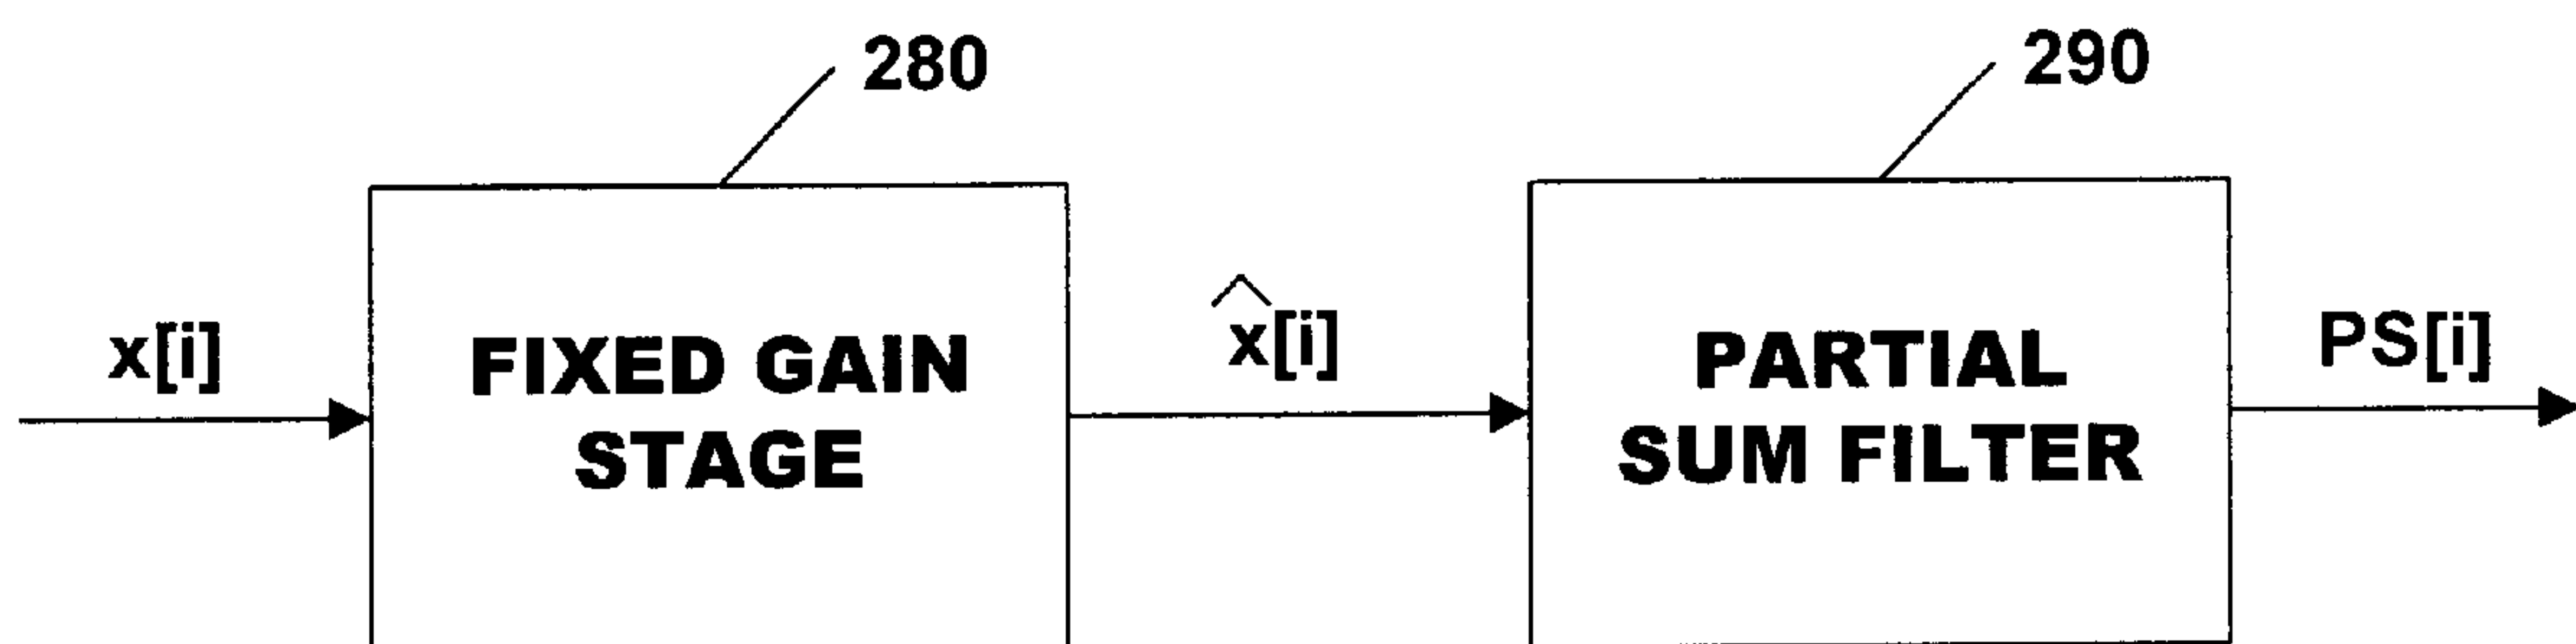 280
290
x[i]
FIXED GAIN
STAGE
x̂[i]
PARTIAL
SUM FILTER
PS[i]